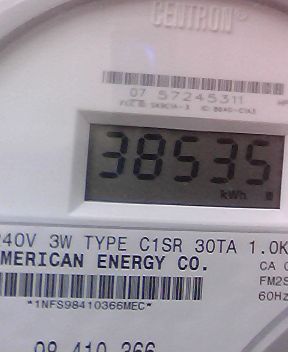 CENTRON®
07 57245311
38535
kWh
240V 3W TYPE C1SR 30TA 1.0K
MERICAN ENERGY CO.
CA
FM2S
60Hz
*1NFS98410366MEC*
98 410 366